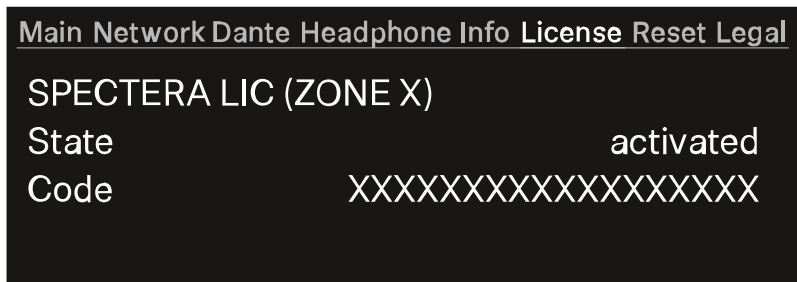 Main Network Dante Headphone Info License Reset Legal
SPECTERA LIC (ZONE X)
State activated
Code XXXXXXXXXXXXXXXXXX